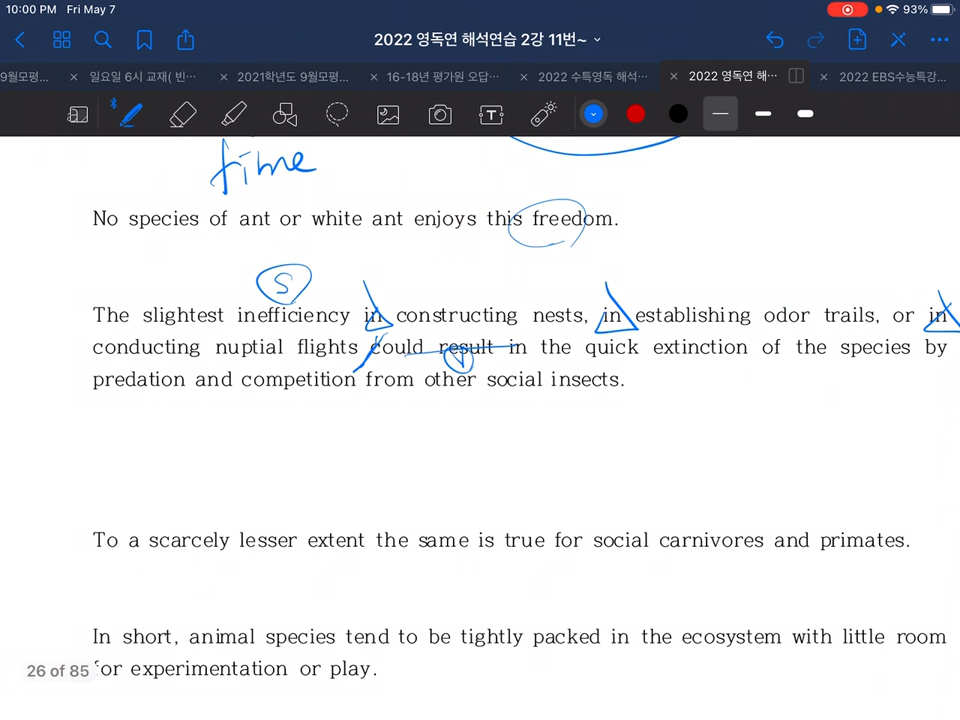 10:00 PM Fri May 7 93%
2022 영독연 해석연습 2강 11번~
9월모평... × 일요일 6시 교재( 빈... × 2021학년도 9월모평... × 16-18년 평가원 오답... × 2022 수특영독 해석... × 2022 영독연 해... × 2022 EBS수능특강...
T
time
No species of ant or white ant enjoys this freedom.
S
The slightest inefficiency in constructing nests, in establishing odor trails, or in
conducting nuptial flights could result in the quick extinction of the species by
V
predation and competition from other social insects.
To a scarcely lesser extent the same is true for social carnivores and primates.
In short, animal species tend to be tightly packed in the ecosystem with little room
for experimentation or play.
26 of 85